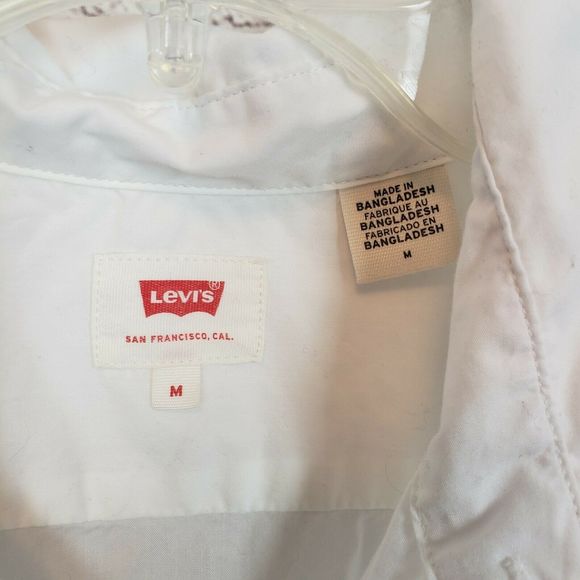 MADE IN
BANGLADESH
FABRIQUE AU
BANGLADESH
FABRICADO EN
BANGLADESH
M
Levi's®
SAN FRANCISCO, CAL.
M